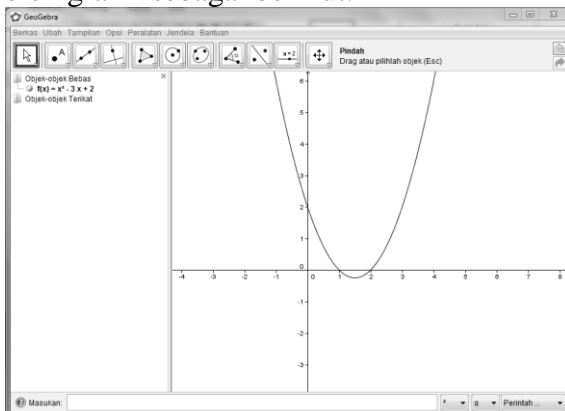 GeoGebra
Berkas Ubah Tampilan Opsi Peralatan Jendela Bantuan
A
a = 2
Pindah
Drag atau pilihlah objek (Esc)
Objek-objek Bebas
f(x) = x² - 3 x + 2
Objek-objek Terikat
6
5
4
3
2
1
0
-4 -3 -2 -1 0 1 2 3 4 5 6 7 8
-1
-2
-3
Masukan:
² α Perintah ...